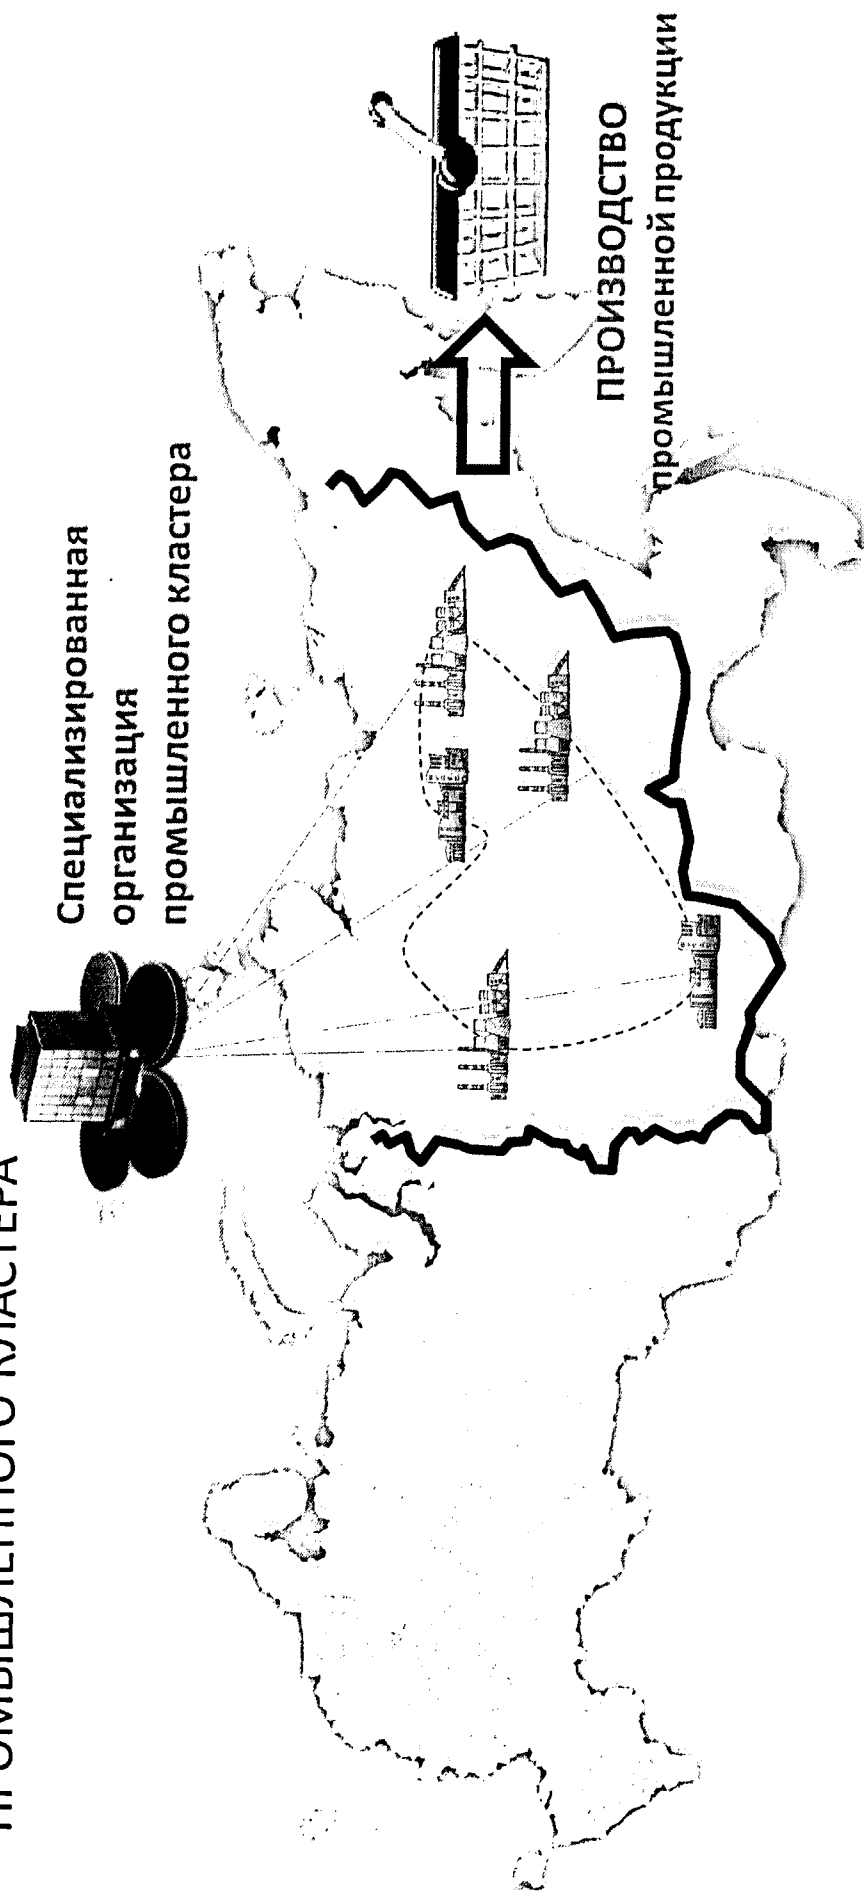 ПРОМЫШЛЕННОГО КЛАСТЕРА
Специализированная
организация
промышленного кластера
ПРОИЗВОДСТВО
промышленной продукции